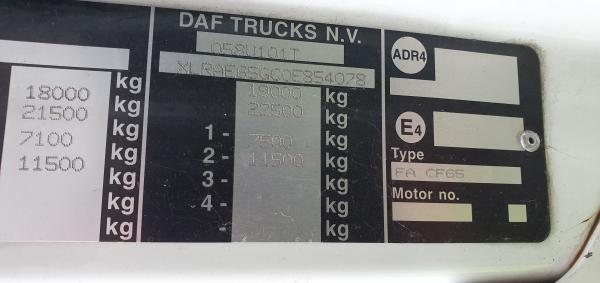 DAF TRUCKS N.V.
058U101T
XLRAE65GC0E854078
18000 kg
21500 kg
7100 kg
11500 kg
kg
kg
kg
19000 kg
22500 kg
1 - 7500 kg
2 - 11500 kg
3 - kg
4 - kg
- kg
ADR4
E4
Type
FA CF65
Motor no.